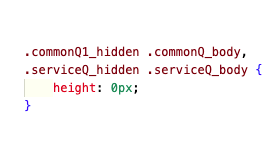 .commonQ1_hidden .commonQ_body,
.serviceQ_hidden .serviceQ_body {
    height: 0px;
}